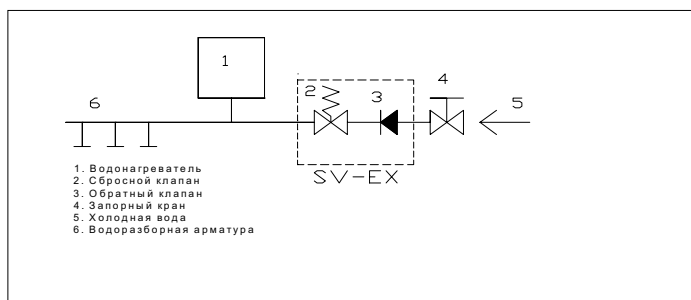 1
2
3
4
5
6
SV-EX
1. Водонагреватель
2. Сбросной клапан
3. Обратный клапан
4. Запорный кран
5. Холодная вода
6. Водоразборная арматура